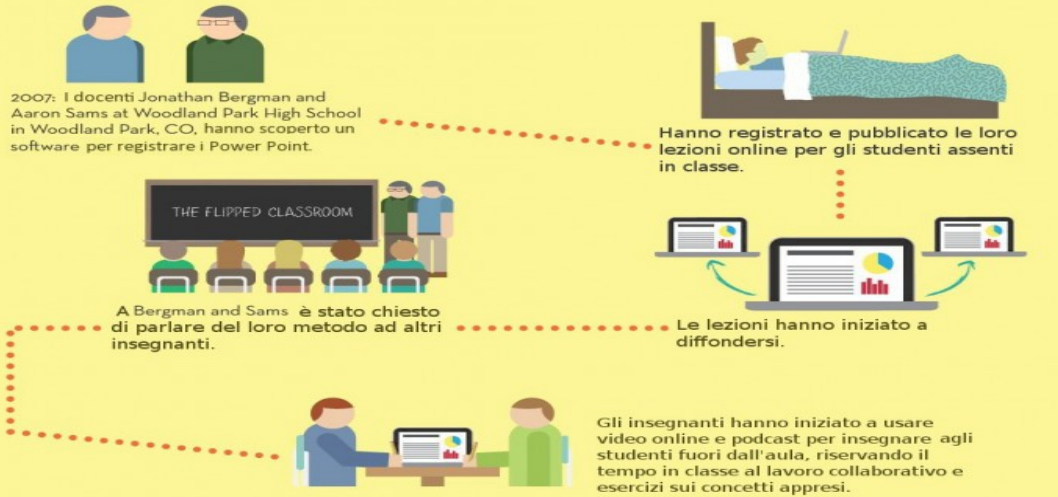 2007: I docenti Jonathan Bergman and
Aaron Sams at Woodland Park High School
in Woodland Park, CO, hanno scoperto un
software per registrare i Power Point.
Hanno registrato e pubblicato le loro
lezioni online per gli studenti assenti
in classe.
Le lezioni hanno iniziato a
diffondersi.
THE FLIPPED CLASSROOM
A Bergman and Sams è stato chiesto
di parlare del loro metodo ad altri
insegnanti.
Gli insegnanti hanno iniziato a usare
video online e podcast per insegnare agli
studenti fuori dall'aula, riservando il
tempo in classe al lavoro collaborativo e
esercizi sui concetti appresi.